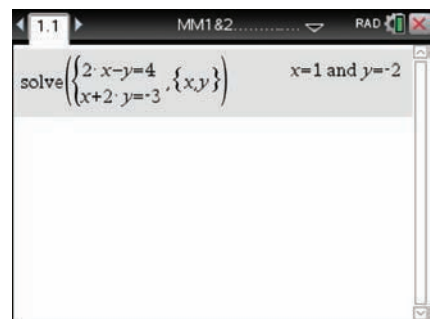 1.1 MM1&2............. RAD
solve({2·x−y=4
x+2·y=-3,{x,y}) x=1 and y=-2